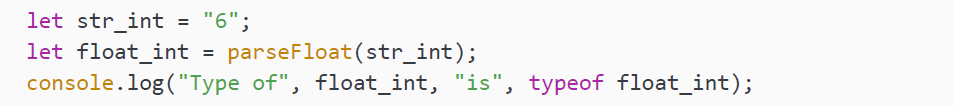 let str_int = "6";
let float_int = parseFloat(str_int);
console.log("Type of", float_int, "is", typeof float_int);